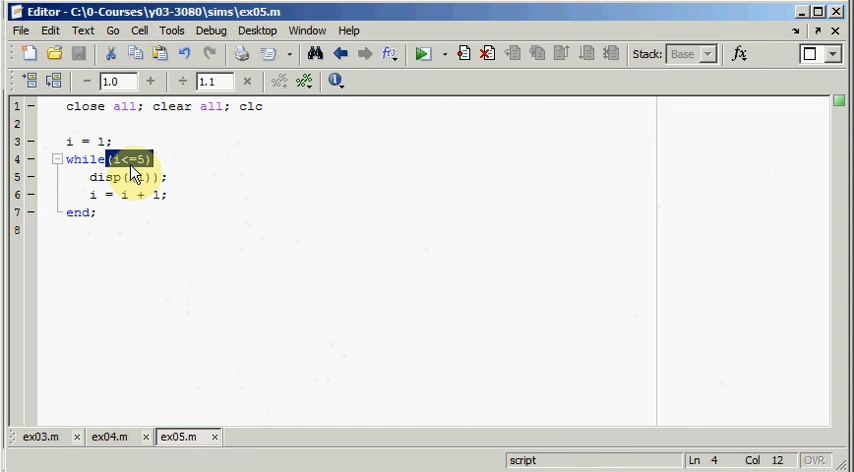 Editor - C:\0-Courses\y03-3080\sims\ex05.m
File Edit Text Go Cell Tools Debug Desktop Window Help
Stack: Base fx
1.0 1.1
1 close all; clear all; clc
2
3 i = 1;
4 while(i<=5)
5 disp( ));
6 i = i + 1;
7 end;
8
ex03.m × ex04.m × ex05.m ×
script Ln 4 Col 12 OVR